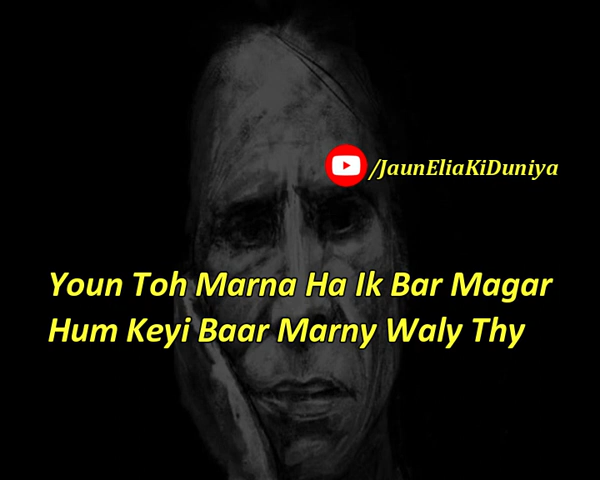 /JaunEliaKiDuniya
Youn Toh Marna Ha Ik Bar Magar
Hum Keyi Baar Marny Waly Thy